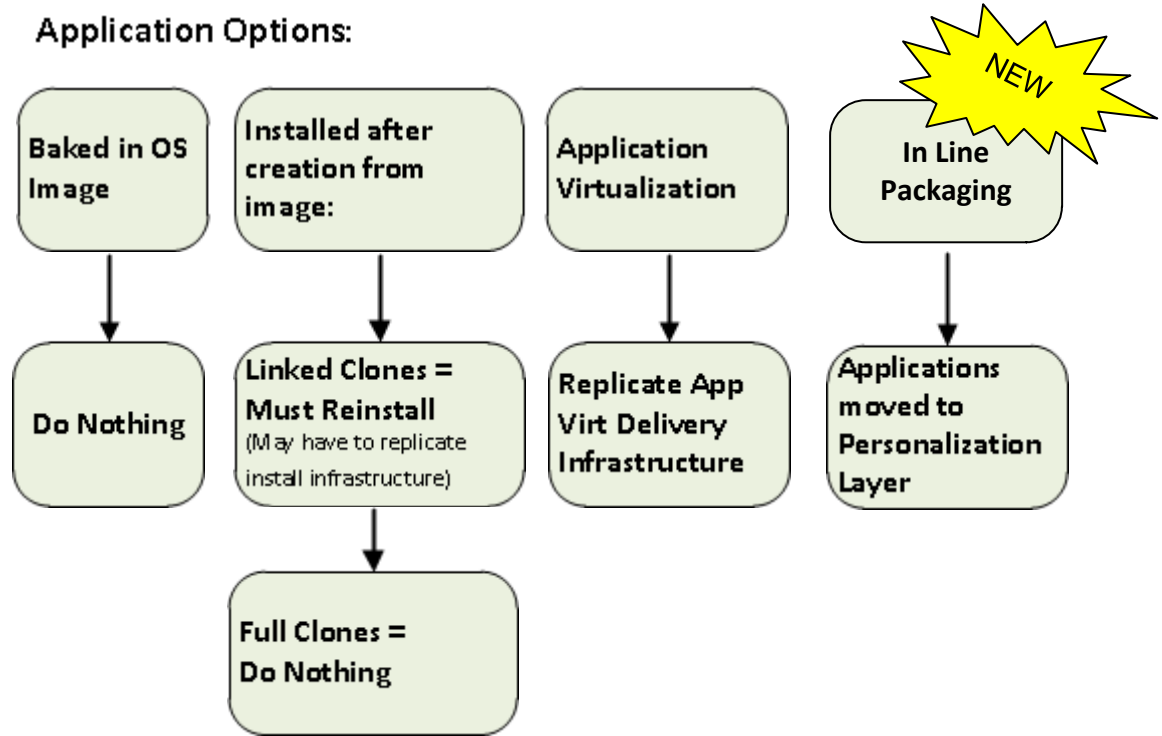 Application Options:
NEW
Baked in OS
Image
Installed after
creation from
image:
Application
Virtualization
In Line
Packaging
Do Nothing
Linked Clones =
Must Reinstall
(May have to replicate
install infrastructure)
Replicate App
Virt Delivery
Infrastructure
Applications
moved to
Personalization
Layer
Full Clones =
Do Nothing